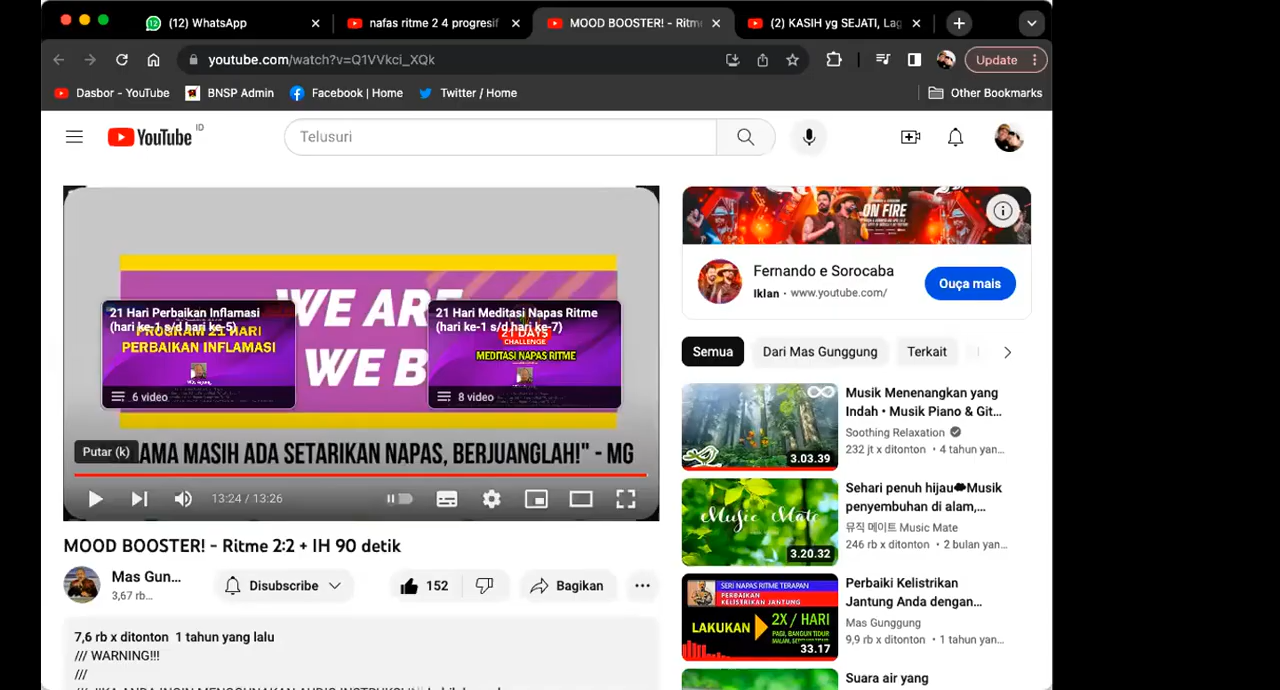 (12) WhatsApp
nafas ritme 2 4 progresif
MOOD BOOSTER! - Ritm
(2) KASIH yg SEJATI, Lag
youtube.com/watch?v=Q1VVkci_XQk
Update
Dasbor - YouTube
BNSP Admin
Facebook | Home
Twitter / Home
Other Bookmarks
YouTube ID
Telusuri
WE ARE
WE B
21 Hari Perbaikan Inflamasi
(hari ke-1 s/d hari ke-5)
PROGRAM 21 HARI
PERBAIKAN INFLAMASI
6 video
21 Hari Meditasi Napas Ritme
(hari ke-1 s/d hari ke-7)
21 DAYS
CHALLENGE
MEDITASI NAPAS RITME
8 video
Putar (k)
AMA MASIH ADA SETARIKAN NAPAS, BERJUANGLAH!" - MG
13:24 / 13:26
MOOD BOOSTER! - Ritme 2:2 + IH 90 detik
Mas Gun...
3,67 rb...
Disubscribe
152
Bagikan
7,6 rb x ditonton 1 tahun yang lalu
/// WARNING!!!
///
ON FIRE
Fernando e Sorocaba
Iklan · www.youtube.com/
Ouça mais
Semua
Dari Mas Gunggung
Terkait
3.03.39
Musik Menenangkan yang
Indah • Musik Piano & Git...
Soothing Relaxation
232 jt x ditonton • 4 tahun yan...
Music Mate
3.20.32
Sehari penuh hijau☁Musik
penyembuhan di alam,...
뮤직 메이트 Music Mate
246 rb x ditonton • 2 bulan yan...
SERI NAPAS RITME TERAPAN
PERBAIKAN
KELISTRIKAN JANTUNG
LAKUKAN
2X / HARI
PAGI, BANGUN TIDUR
33.17
Perbaiki Kelistrikan
Jantung Anda dengan...
Mas Gunggung
9,9 rb x ditonton • 1 tahun yan...
Suara air yang